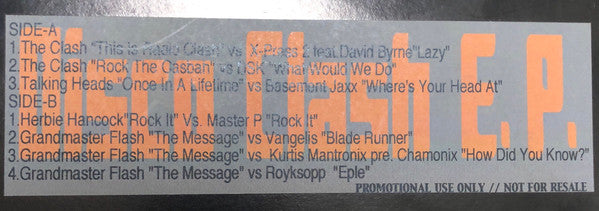 Disco Clash E.P.
SIDE-A
1.The Clash "This Is Radio Clash" vs X-Press 2 feat.David Byrne"Lazy"
2.The Clash "Rock The Casban" vs DSK "What Would We Do"
3.Talking Heads "Once In A Lifetime" vs Basement Jaxx "Where's Your Head At"
SIDE-B
1.Herbie Hancock"Rock It" Vs. Master P "Rock It"
2.Grandmaster Flash "The Message" vs Vangelis "Blade Runner"
3.Grandmaster Flash "The Message" vs Kurtis Mantronix pre. Chamonix "How Did You Know?"
4.Grandmaster Flash "The Message" vs Royksopp "Eple"
PROMOTIONAL USE ONLY // NOT FOR RESALE